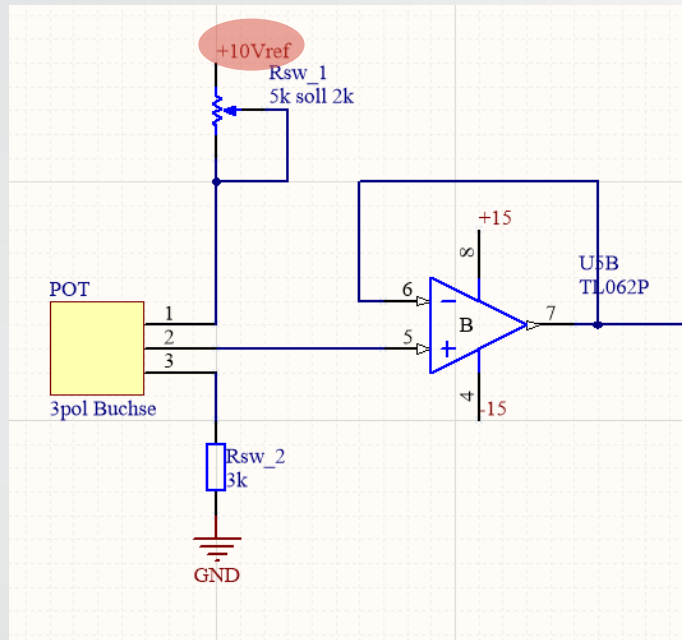 +10Vref
Rsw_1
5k soll 2k
+15
8
U5B
TL062P
POT
6
1
B
7
2
5
3
4
-15
3pol Buchse
Rsw_2
3k
GND